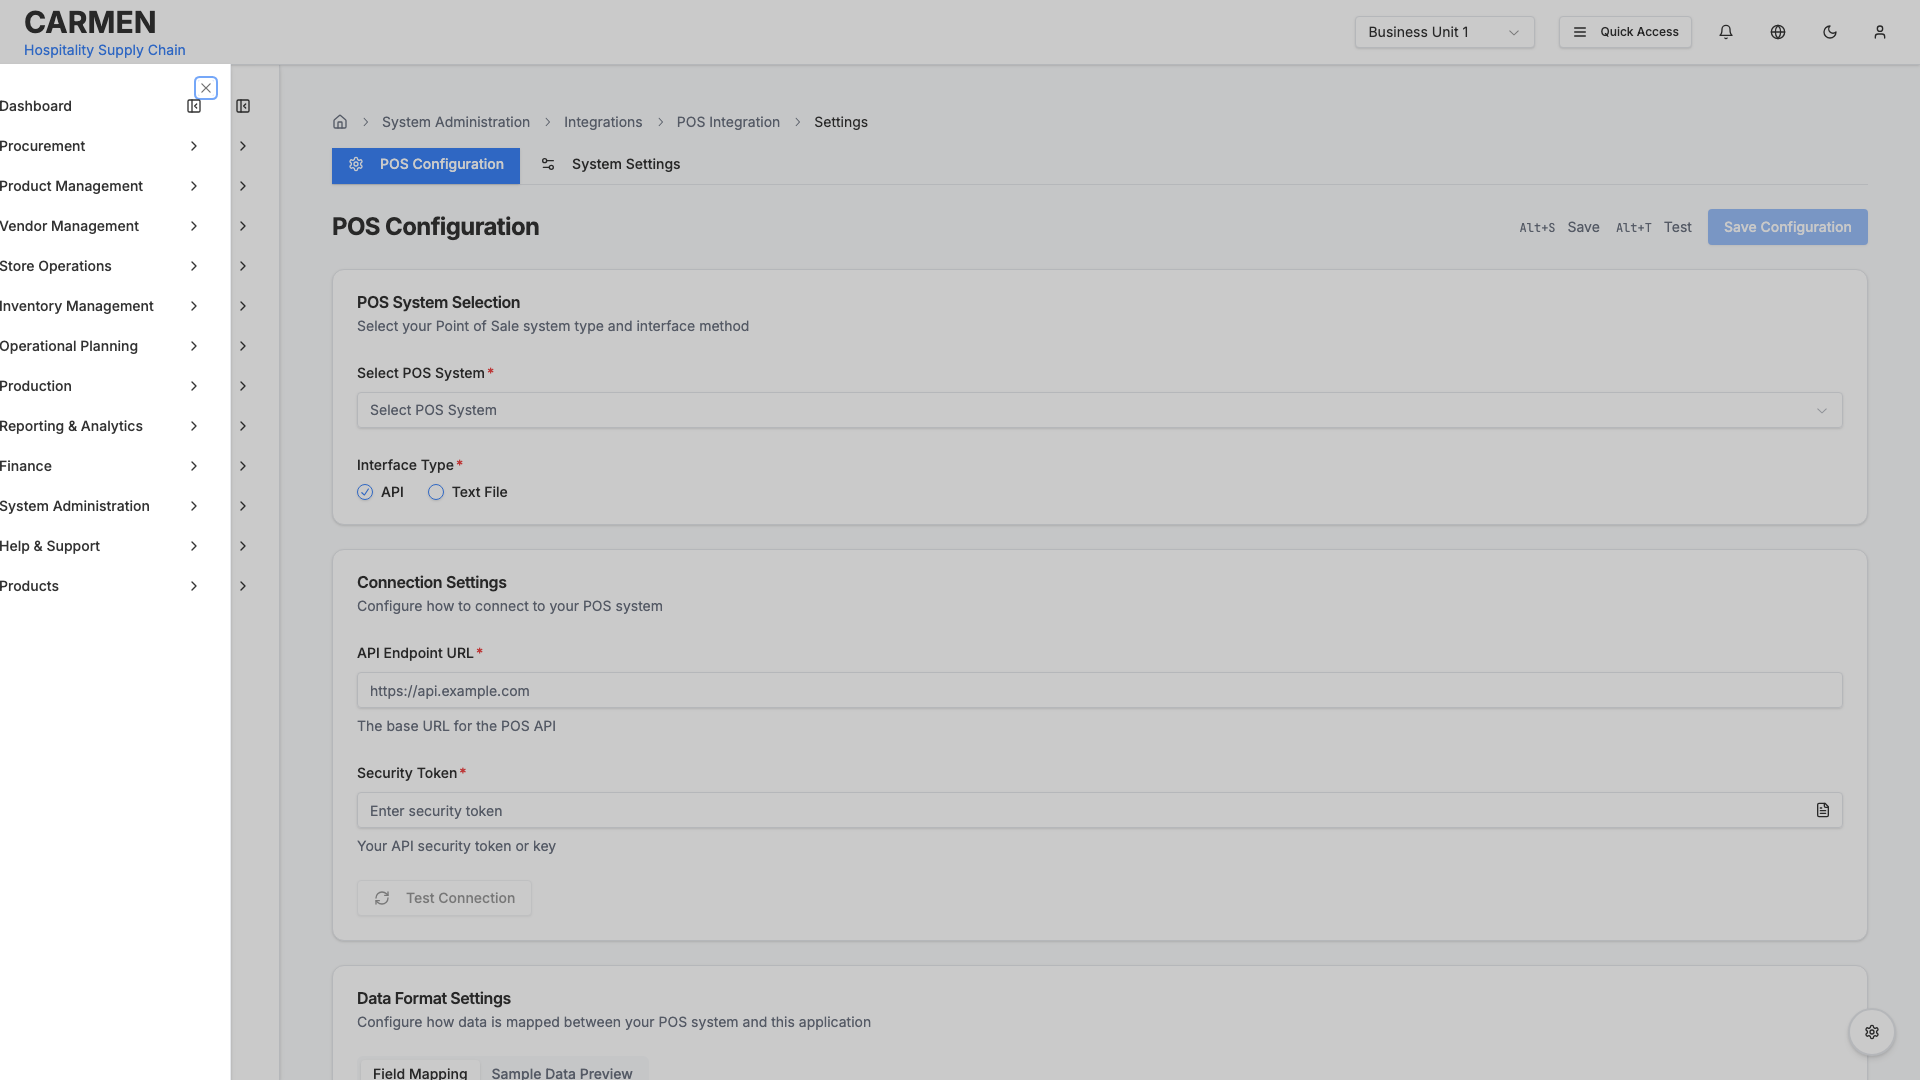 CARMEN
Hospitality Supply Chain
Business Unit 1
Quick Access
Dashboard
Procurement
Product Management
Vendor Management
Store Operations
Inventory Management
Operational Planning
Production
Reporting & Analytics
Finance
System Administration
Help & Support
Products
System Administration > Integrations > POS Integration > Settings
POS Configuration
System Settings
POS Configuration
Alt+S Save Alt+T Test
Save Configuration
POS System Selection
Select your Point of Sale system type and interface method
Select POS System*
Select POS System
Interface Type*
API
Text File
Connection Settings
Configure how to connect to your POS system
API Endpoint URL*
https://api.example.com
The base URL for the POS API
Security Token*
Enter security token
Your API security token or key
Test Connection
Data Format Settings
Configure how data is mapped between your POS system and this application
Field Mapping
Sample Data Preview